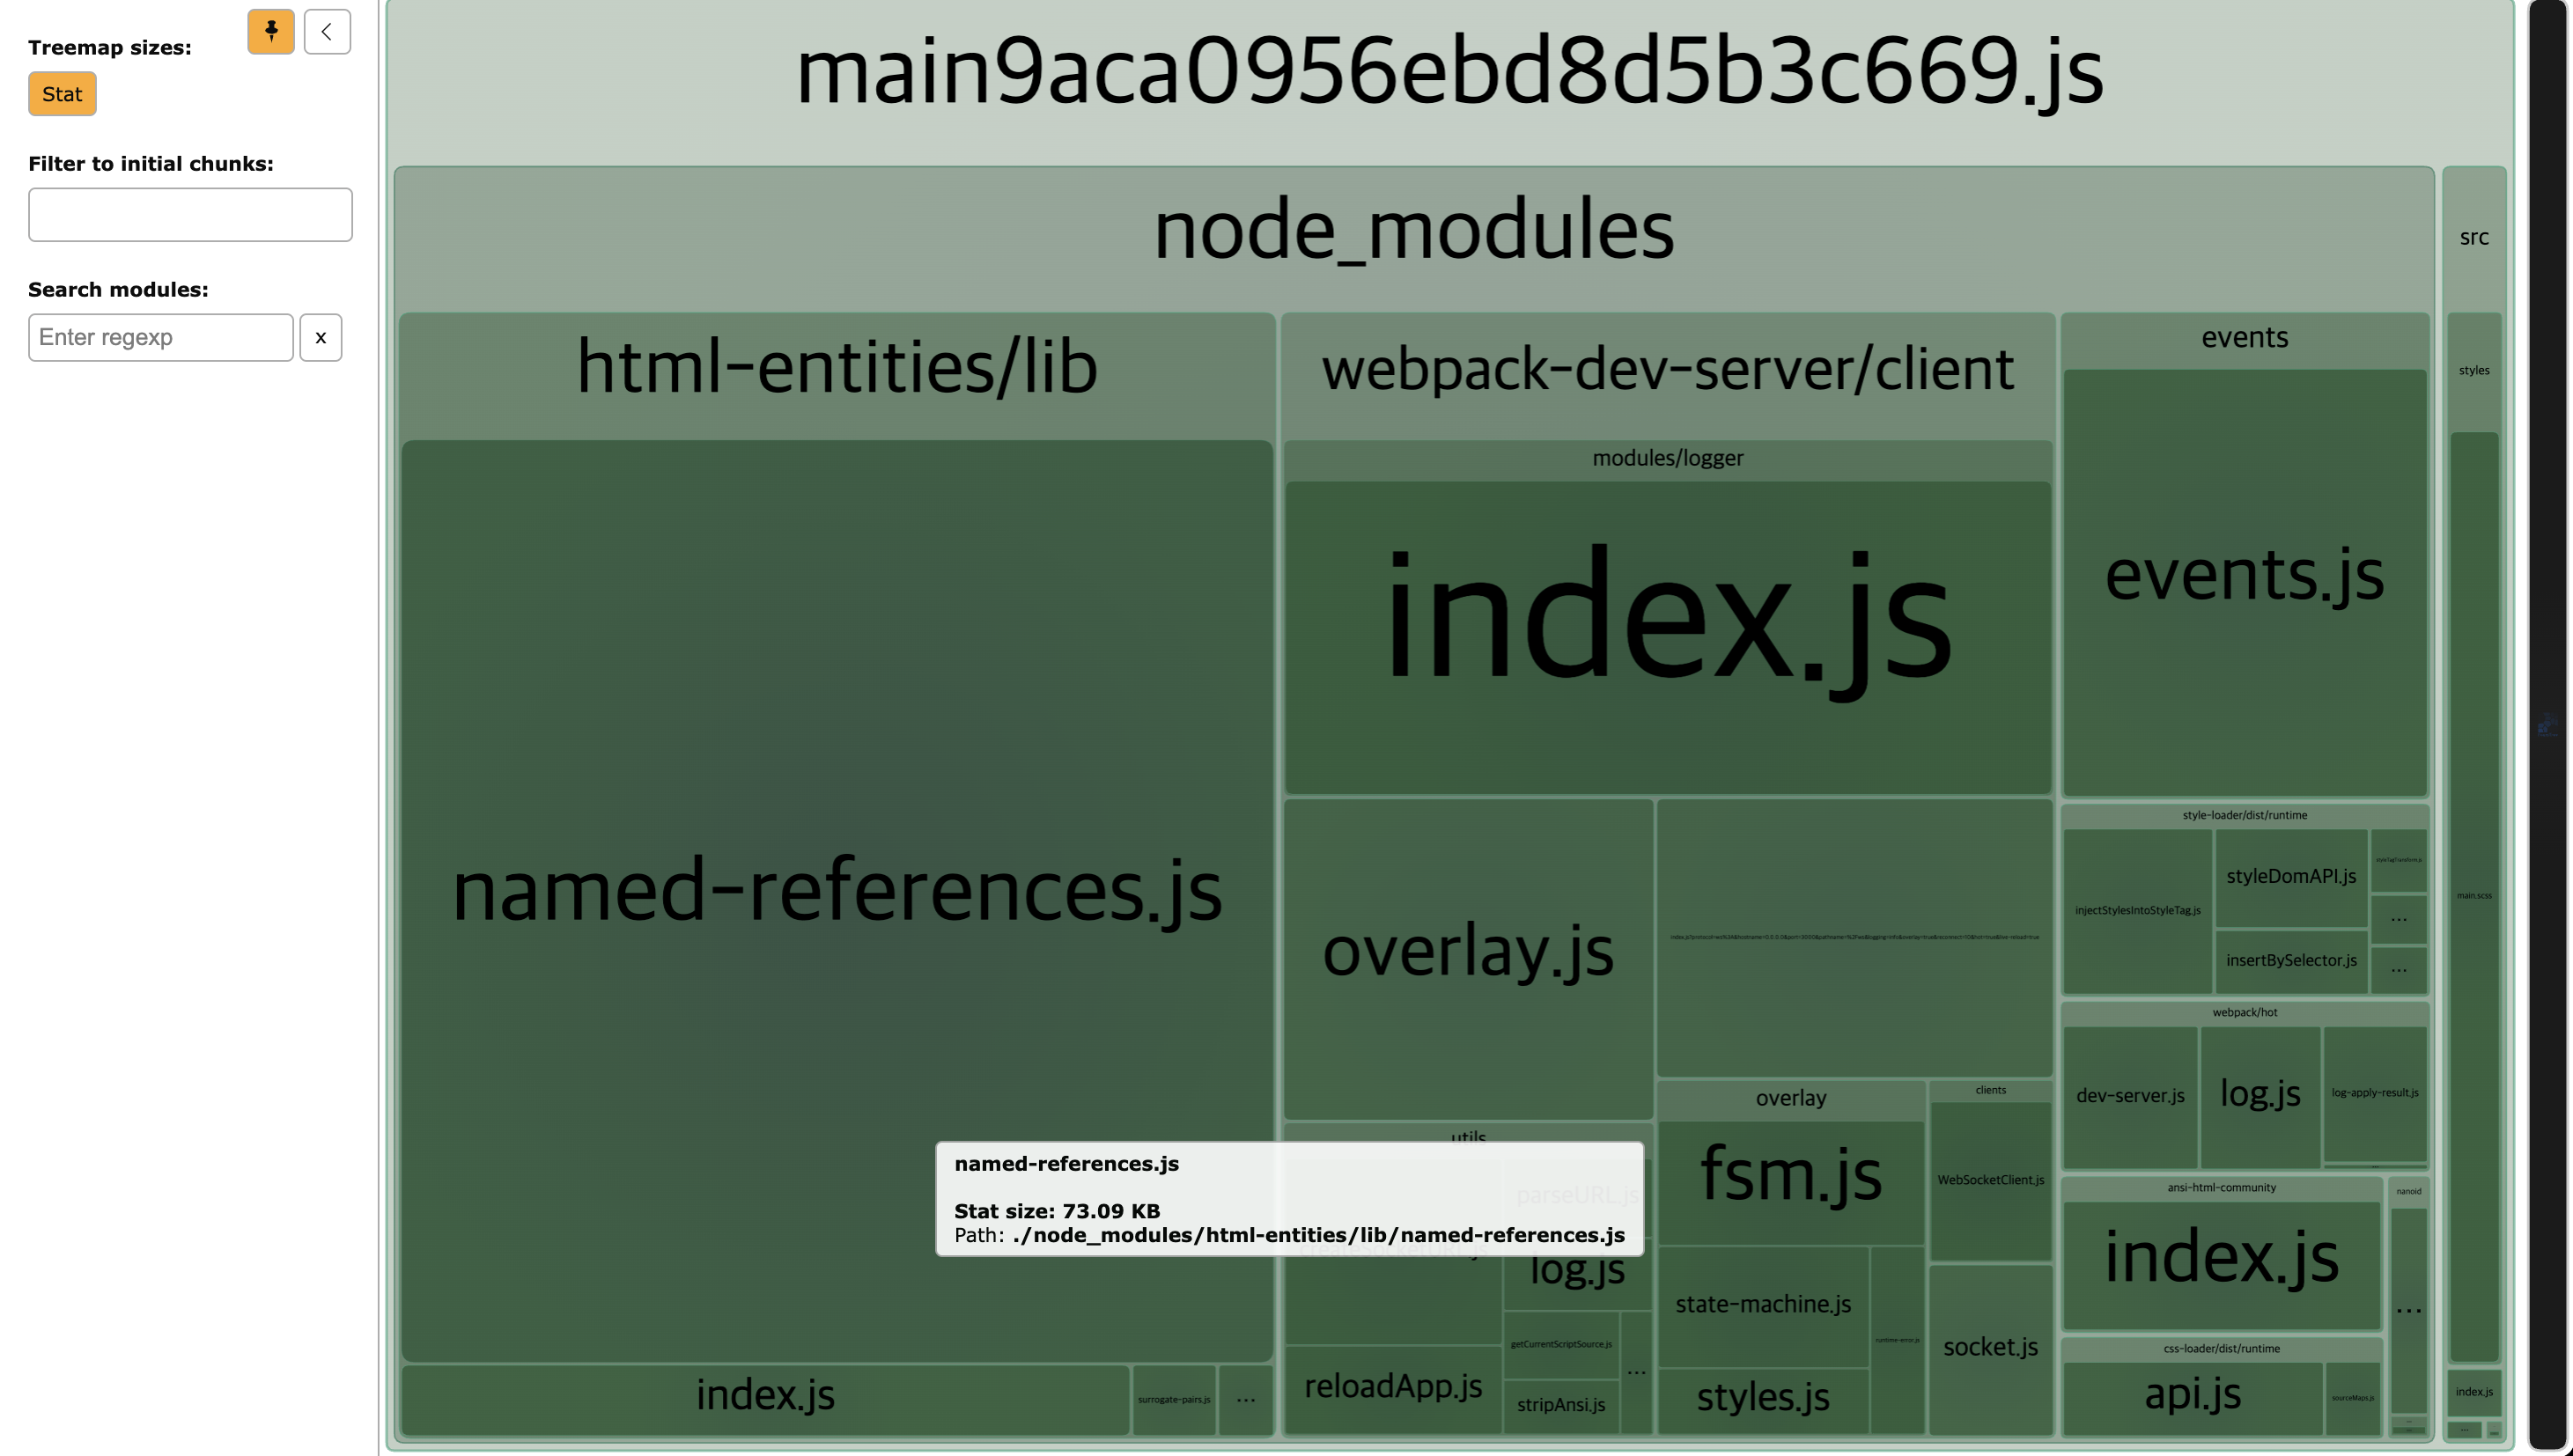 Treemap sizes:
Stat
Filter to initial chunks:
Search modules:
Enter regexp
x
main9aca0956ebd8d5b3c669.js
node_modules
src
html-entities/lib
webpack-dev-server/client
events
styles
modules/logger
index.js
events.js
named-references.js
overlay.js
style-loader/dist/runtime
injectStylesIntoStyleTag.js
styleDomAPI.js
insertBySelector.js
...
...
main.scss
webpack/hot
dev-server.js
log.js
log-apply-result.js
overlay
clients
fsm.js
WebSocketClient.js
utils
parseURL.js
createSocketURL.js
log.js
named-references.js
Stat size: 73.09 KB
Path: ./node_modules/html-entities/lib/named-references.js
state-machine.js
runtime-error.js
socket.js
getCurrentScriptSource.js
...
reloadApp.js
stripAnsi.js
styles.js
ansi-html-community
nanoid
index.js
...
css-loader/dist/runtime
api.js
sourceMaps.js
index.js
surrogate-pairs.js
...
index.js
...